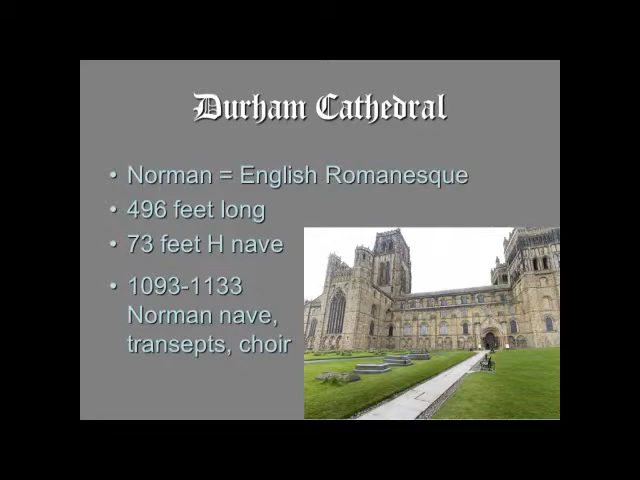 Durham Cathedral
• Norman = English Romanesque
• 496 feet long
• 73 feet H nave
• 1093-1133
Norman nave,
transepts, choir